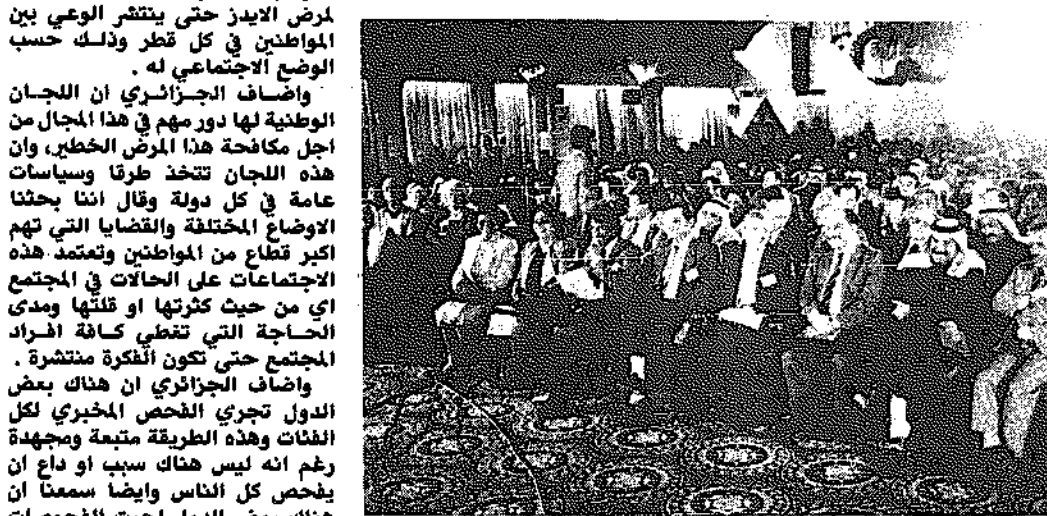 لمرض الايدز حتى ينتشر الوعي بين
المواطنين في كل قطر وذلك حسب
الوضع الاجتماعي له .
واضاف الجزائري ان اللجان
الوطنية لها دور مهم في هذا المجال من
اجل مكافحة هذا المرض الخطير، وان
هذه اللجان تتخذ طرقا وسياسات
عامة في كل دولة وقال اننا بحثنا
الاوضاع المختلفة والقضايا التي تهم
اكبر قطاع من المواطنين وتعتمد هذه
الاجتماعات على الحالات في المجتمع
اي من حيث كثرتها او قلتها ومدى
الحاجة التي تغطي كافة افراد
المجتمع حتى تكون الفكرة منتشرة .
واضاف الجزائري ان هناك بعض
الدول تجري الفحص المخبري لكل
الفئات وهذه الطريقة متبعة ومجهدة
رغم انه ليس هناك سبب او داع ان
يفحص كل الناس وايضا سمعنا ان